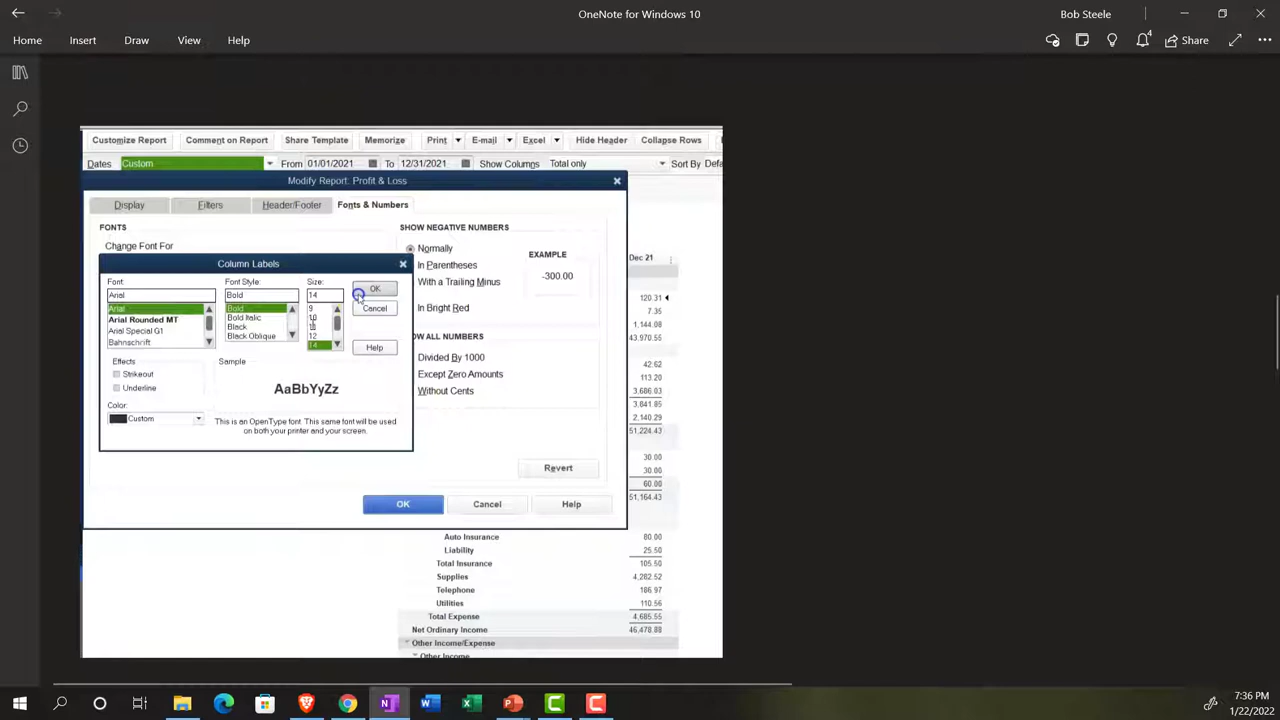 OneNote for Windows 10
Bob Steele
Home Insert Draw View Help
Share
Customize Report Comment on Report Share Template Memorize Print E-mail Excel Hide Header Collapse Rows
Dates Custom From 01/01/2021 To 12/31/2021 Show Columns Total only Sort By
Modify Report: Profit & Loss
Display Filters Header/Footer Fonts & Numbers
FONTS
Change Font For
SHOW NEGATIVE NUMBERS
Normally
In Parentheses
With a Trailing Minus
In Bright Red
EXAMPLE
-300.00
OW ALL NUMBERS
Divided By 1000
Except Zero Amounts
Without Cents
Revert
OK Cancel Help
Column Labels
Font: Font Style: Size:
Arial Bold 14 OK
Arial Bold 9 Cancel
Arial Rounded MT Bold Italic 10
Arial Special G1 Black 11
Bahnschrift Black Oblique 12
14 Help
Effects
Strikeout
Underline
Sample
AaBbYyZz
Color:
Custom
This is an OpenType font. This same font will be used
on both your printer and your screen.
Dec 21
120.31
7.35
1,144.08
43,970.55
42.62
113.20
3,686.03
3,841.85
2,140.29
51,224.43
30.00
30.00
60.00
51,164.43
Auto Insurance 80.00
Liability 25.50
Total Insurance 105.50
Supplies 4,282.52
Telephone 186.97
Utilities 110.56
Total Expense 4,685.55
Net Ordinary Income 46,478.88
Other Income/Expense
Other Income
7:36 PM
1/22/2022